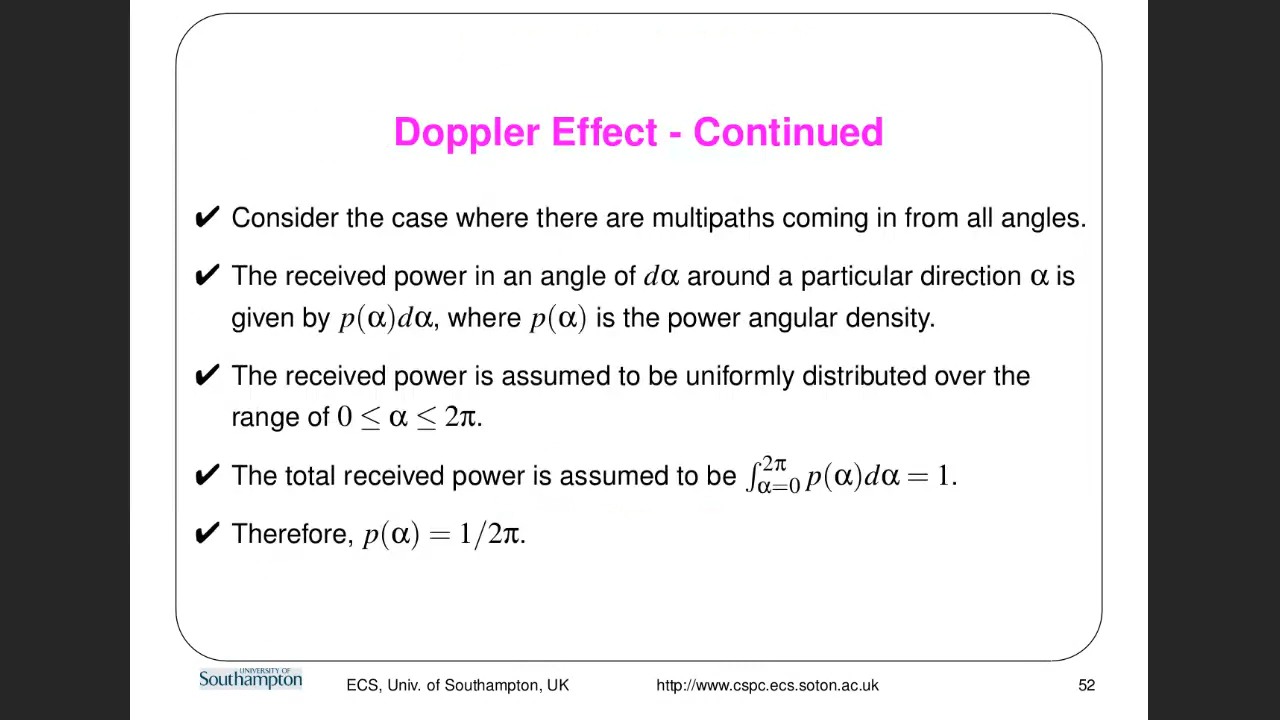 Doppler Effect - Continued
✔ Consider the case where there are multipaths coming in from all angles.
✔ The received power in an angle of dα around a particular direction α is
given by p(α)dα, where p(α) is the power angular density.
✔ The received power is assumed to be uniformly distributed over the
range of 0 ≤ α ≤ 2π.
✔ The total received power is assumed to be ∫_{α=0}^{2π} p(α)dα = 1.
✔ Therefore, p(α) = 1/2π.
UNIVERSITY OF
Southampton
ECS, Univ. of Southampton, UK http://www.cspc.ecs.soton.ac.uk 52